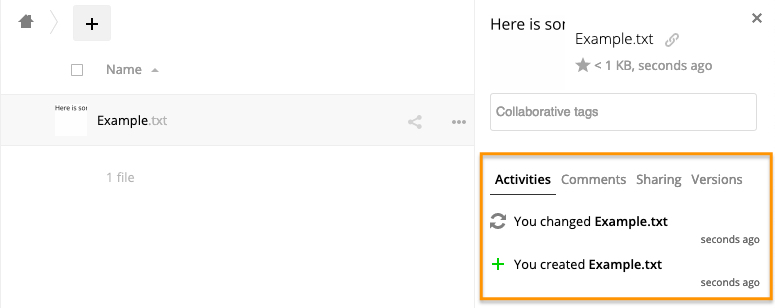 Name
Here is sor
Example.txt
1 file
Here is son
Example.txt
< 1 KB, seconds ago
Collaborative tags
Activities Comments Sharing Versions
You changed Example.txt
seconds ago
You created Example.txt
seconds ago